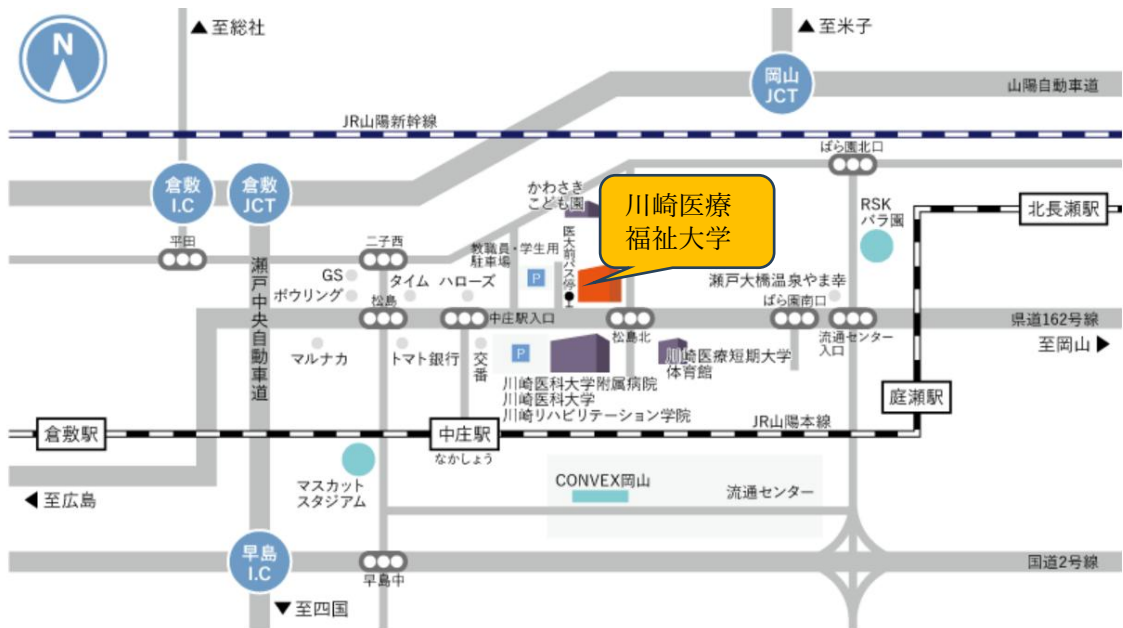 N
▲至総社
▲至米子
岡山
JCT
山陽自動車道
JR山陽新幹線
ばら園北口
倉敷
I.C
倉敷
JCT
かわさき
こども園
川崎医療
福祉大学
RSK
バラ園
北長瀬駅
平田
二子西
教職員・学生用
駐車場
P
医大前バス停
GS
ボウリング
松島
タイム
ハローズ
瀬戸大橋温泉やま幸
ばら園南口
中庄駅入口
松島北
流通センター
入口
県道162号線
至岡山▶
瀬戸中央自動車道
マルナカ
トマト銀行
交番
P
川崎医療短期大学
体育館
川崎医科大学附属病院
川崎医科大学
川崎リハビリテーション学院
庭瀬駅
JR山陽本線
倉敷駅
中庄駅
なかしょう
マスカット
スタジアム
CONVEX岡山
流通センター
◀至広島
早島
I.C
早島中
国道2号線
▼至四国